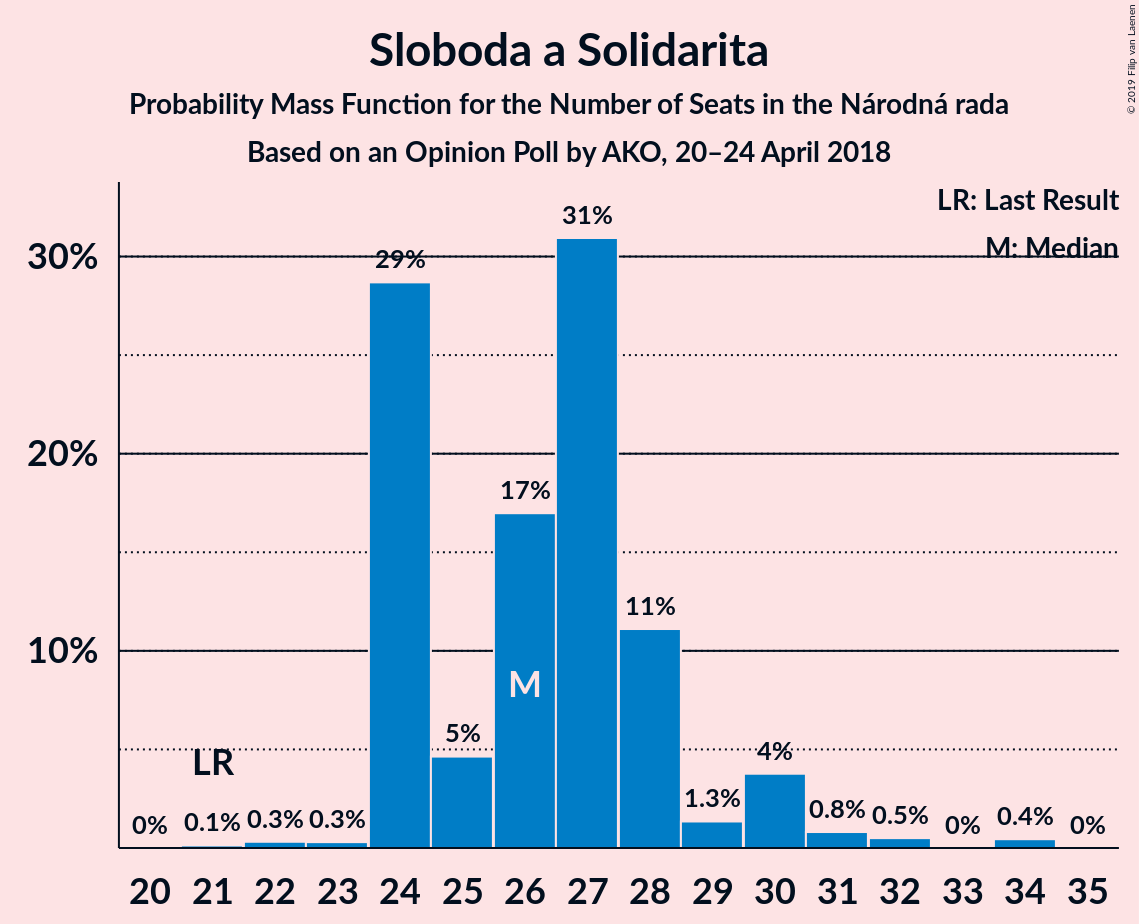 Sloboda a Solidarita
Probability Mass Function for the Number of Seats in the Národná rada
Based on an Opinion Poll by AKO, 20–24 April 2018
© 2019 Filip van Laenen
LR: Last Result
M: Median
30%
20%
10%
0%
0.1%
0.3%
0.3%
29%
5%
17%
31%
11%
1.3%
4%
0.8%
0.5%
0%
0.4%
0%
LR
M
20 21 22 23 24 25 26 27 28 29 30 31 32 33 34 35